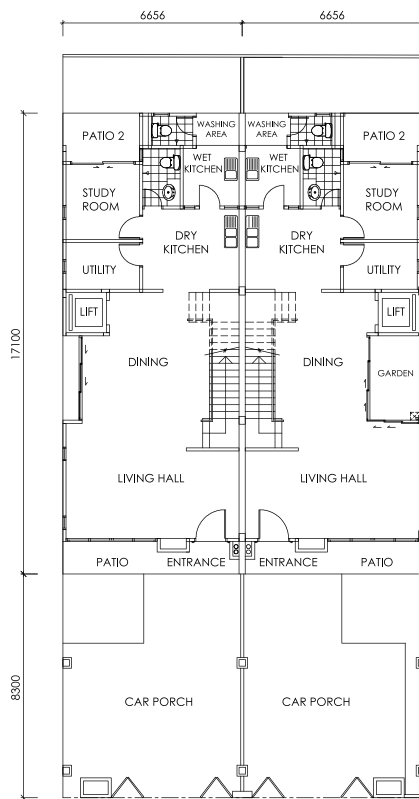 6656
6656
WASHING
AREA
WASHING
AREA
PATIO 2
PATIO 2
WET
KITCHEN
WET
KITCHEN
STUDY
ROOM
STUDY
ROOM
DRY
KITCHEN
DRY
KITCHEN
UTILITY
UTILITY
LIFT
LIFT
17100
DINING
DINING
GARDEN
LIVING HALL
LIVING HALL
PATIO
ENTRANCE
ENTRANCE
PATIO
8300
CAR PORCH
CAR PORCH